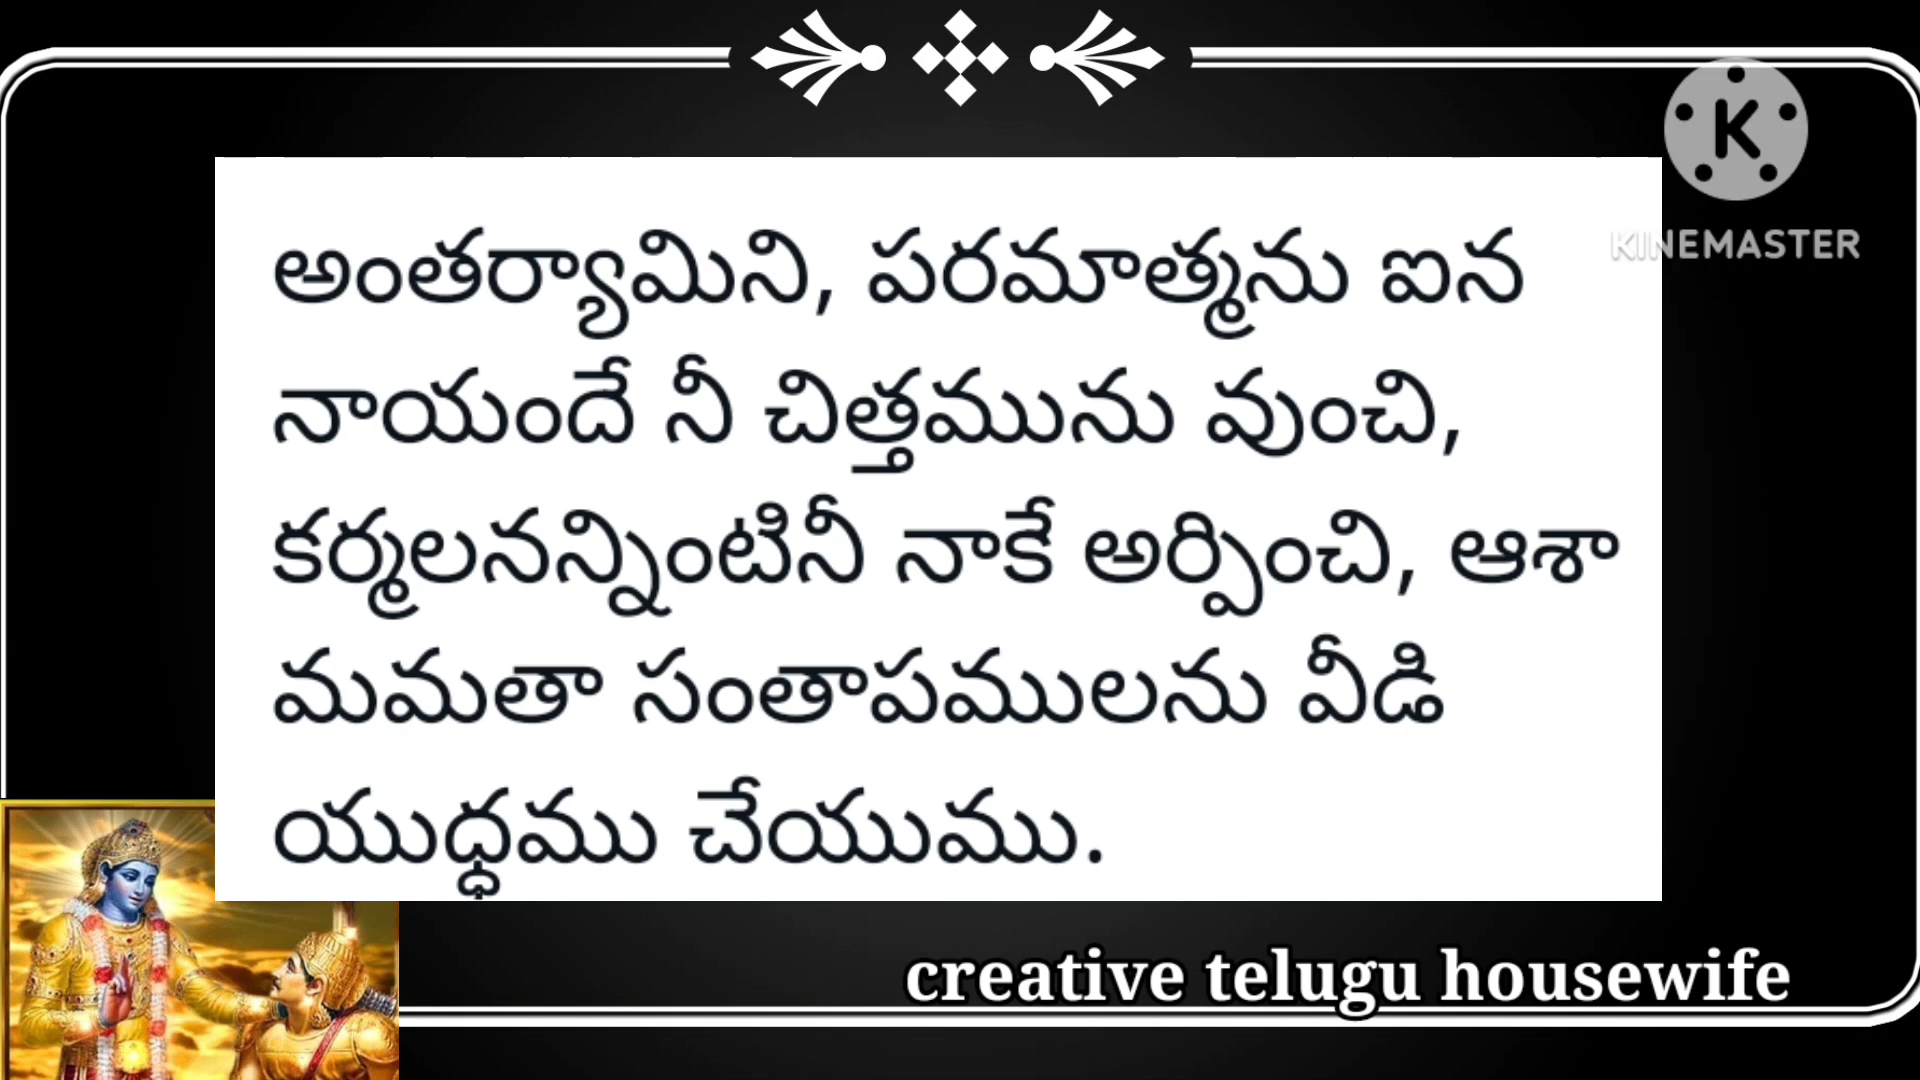 అంతర్యామిని, పరమాత్మను ఐన
నాయందే నీ చిత్తమును వుంచి,
కర్మలనన్నింటినీ నాకే అర్పించి, ఆశా
మమతా సంతాపములను వీడి
యుద్ధము చేయుము.
K
KINEMASTER
creative telugu housewife